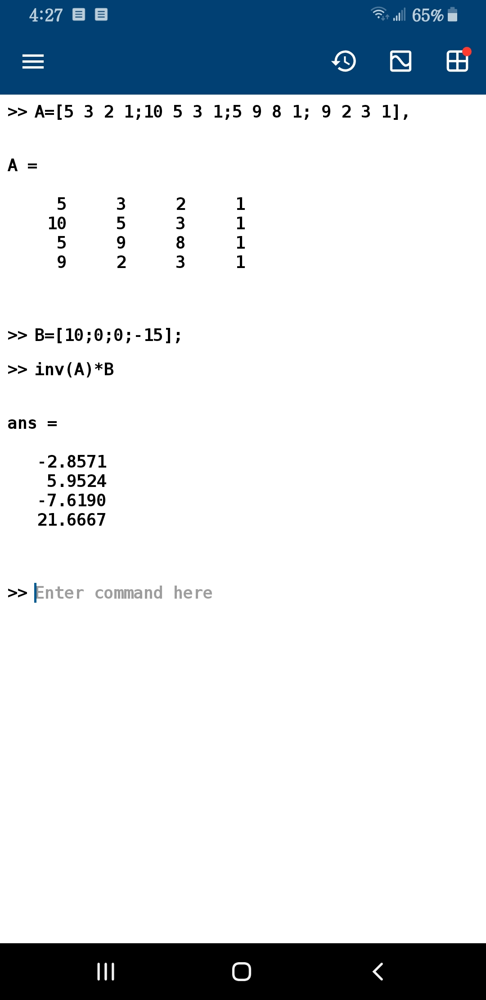 4:27 65%
>> A=[5 3 2 1;10 5 3 1;5 9 8 1; 9 2 3 1],
A =
5 3 2 1
10 5 3 1
5 9 8 1
9 2 3 1
>> B=[10;0;0;-15];
>> inv(A)*B
ans =
-2.8571
5.9524
-7.6190
21.6667
>> Enter command here